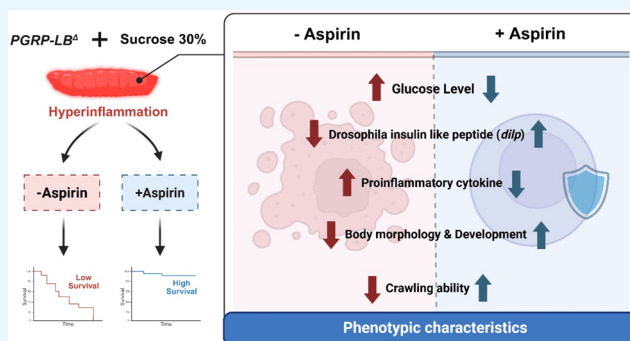 PGRP-LBΔ + Sucrose 30%
Hyperinflammation
-Aspirin
+Aspirin
Low
Survival
High
Survival
Survival
Time
Survival
Time
- Aspirin
+ Aspirin
Glucose Level
Drosophila insulin like peptide (dilp)
Proinflammatory cytokine
Body morphology & Development
Crawling ability
Phenotypic characteristics